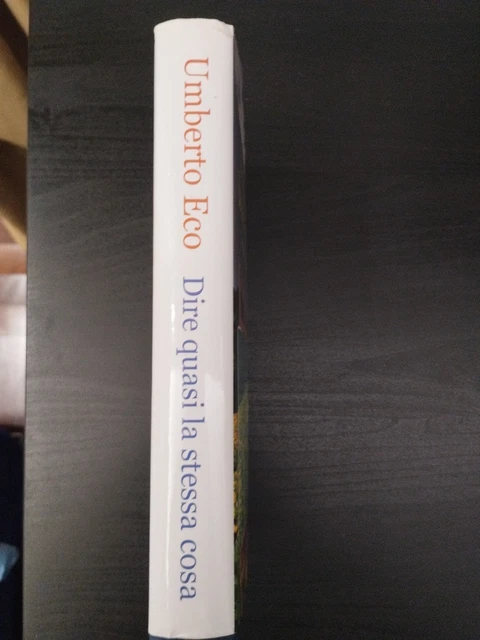 Umberto Eco Dire quasi la stessa cosa